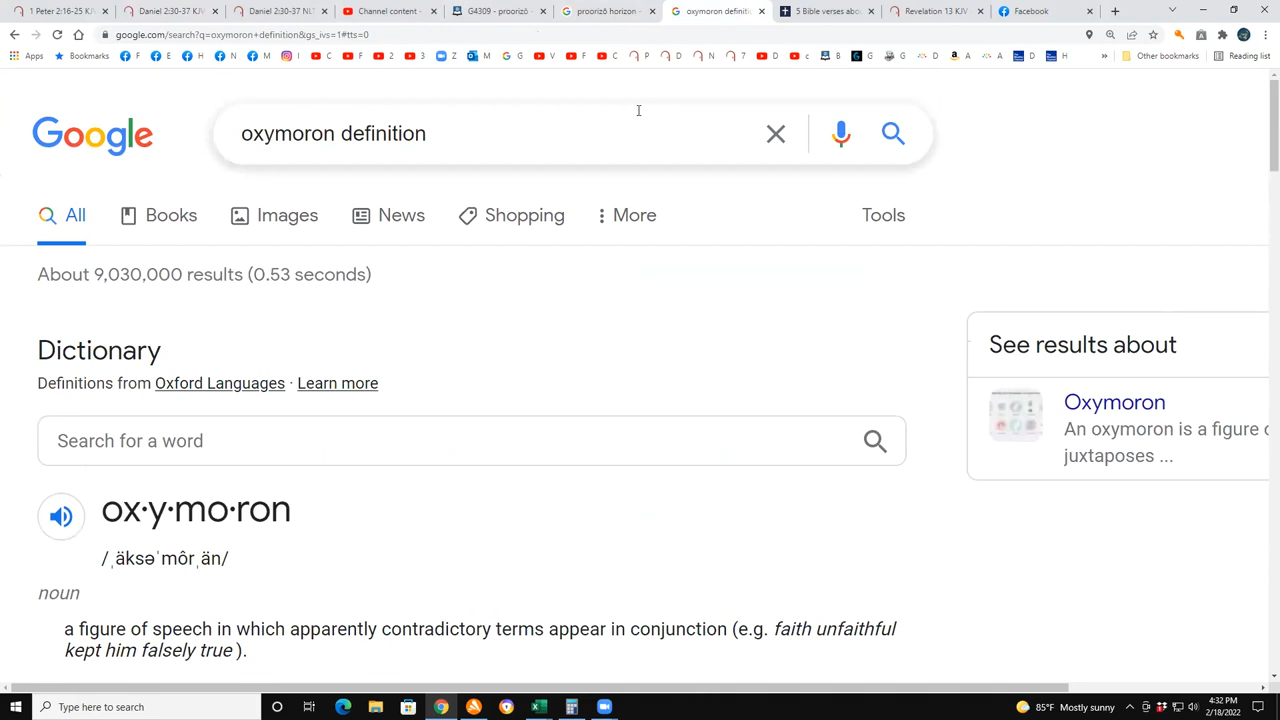 1 Peter 2:16-25 KJV
Daniel 2:30-37 KJV
Daniel 2:30-37 NLT
Channel content -
G4309 - proorizō -
proorizō horizon -
oxymoron definiti
5 Bible verses abou
Revelation 13 KJV
Facebook
google.com/search?q=oxymoron+definition&gs_ivs=1#tts=0
Apps Bookmarks F E H N M I C F 2 3 Z M G V F C P D N 7 D c B G G D A A D H » Other bookmarks Reading list
Google
oxymoron definition
All Books Images News Shopping More Tools
About 9,030,000 results (0.53 seconds)
Dictionary
Definitions from Oxford Languages · Learn more
Search for a word
ox·y·mo·ron
/ˌäksəˈmôrˌän/
noun
a figure of speech in which apparently contradictory terms appear in conjunction (e.g. faith unfaithful
kept him falsely true ).
See results about
Oxymoron
An oxymoron is a figure o
juxtaposes ...
Type here to search
85°F Mostly sunny
4:32 PM
2/18/2022